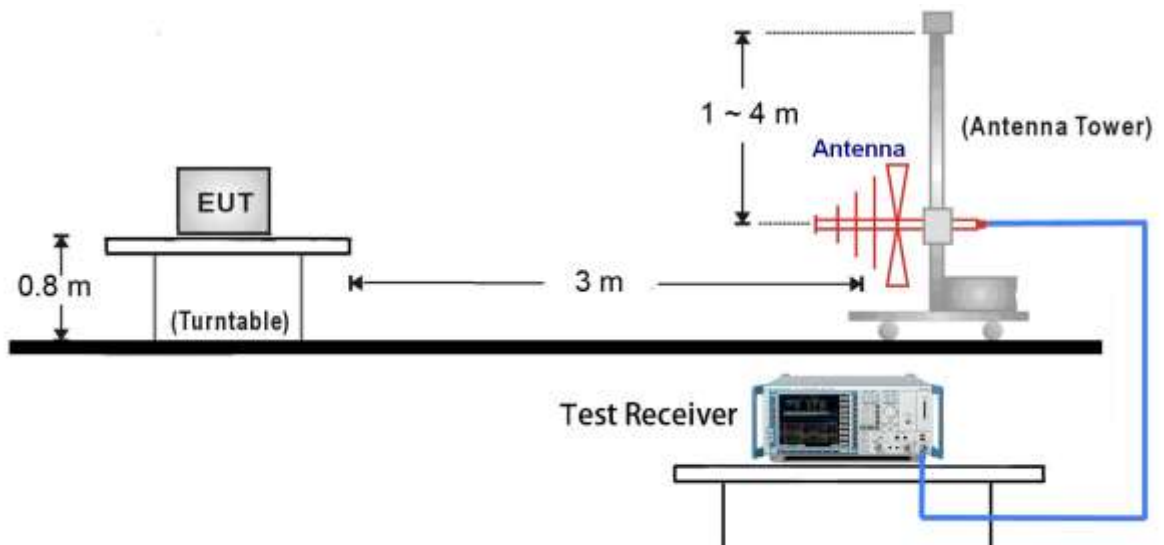 1 ~ 4 m
(Antenna Tower)
Antenna
EUT
0.8 m
3 m
(Turntable)
Test Receiver